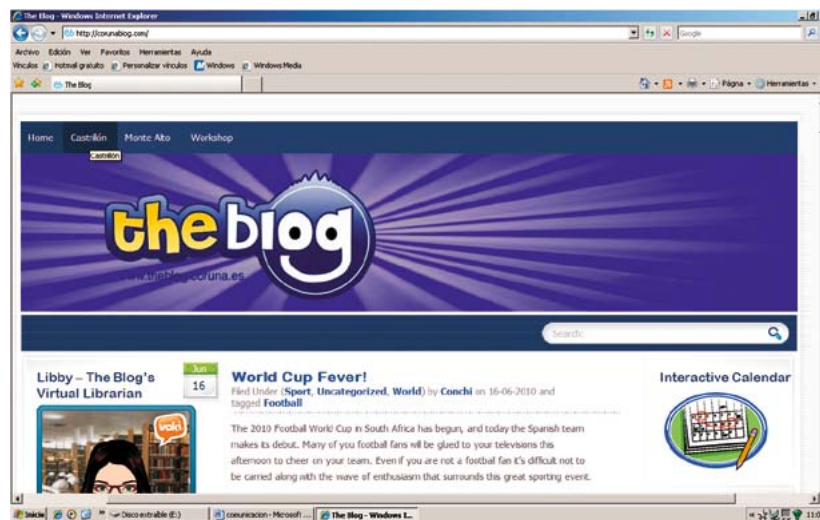 The Blog - Windows Internet Explorer
http://corunablog.com/
Google
Archivo Edición Ver Favoritos Herramientas Ayuda
Vínculos Hotmail gratuito Personalizar vínculos Windows Windows Media
The Blog
Página Herramientas
Home Castrillón Monte Alto Workshop
Castrillón
the blog
www.theblog-coruna.es
Search:
Libby – The Blog's
Virtual Librarian
voki
Jun
16
World Cup Fever!
Filed Under (Sport, Uncategorized, World) by Conchi on 16-06-2010 and
tagged Football
The 2010 Football World Cup in South Africa has begun, and today the Spanish team
makes its debut. Many of you football fans will be glued to your televisions this
afternoon to cheer on your team. Even if you are not a football fan it's difficult not to
be carried along with the wave of enthusiasm that surrounds this great sporting event.
Interactive Calendar
Inicio Disco extraíble (E:) comunicacion - Microsoft ... The Blog - Windows I... 11:0